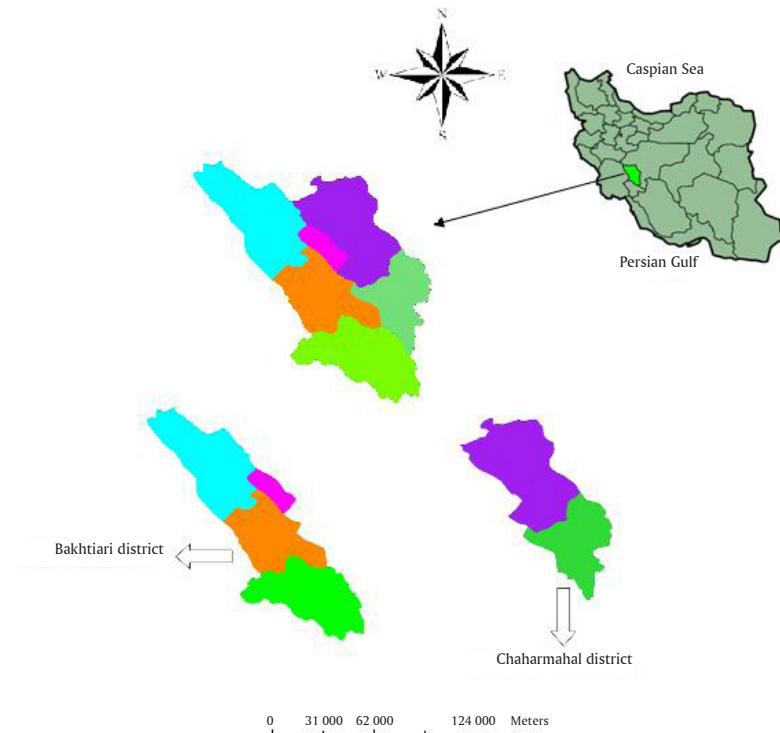 N
W E
S
Caspian Sea
Persian Gulf
Bakhtiari district
Chaharmahal district
0 31 000 62 000 124 000 Meters